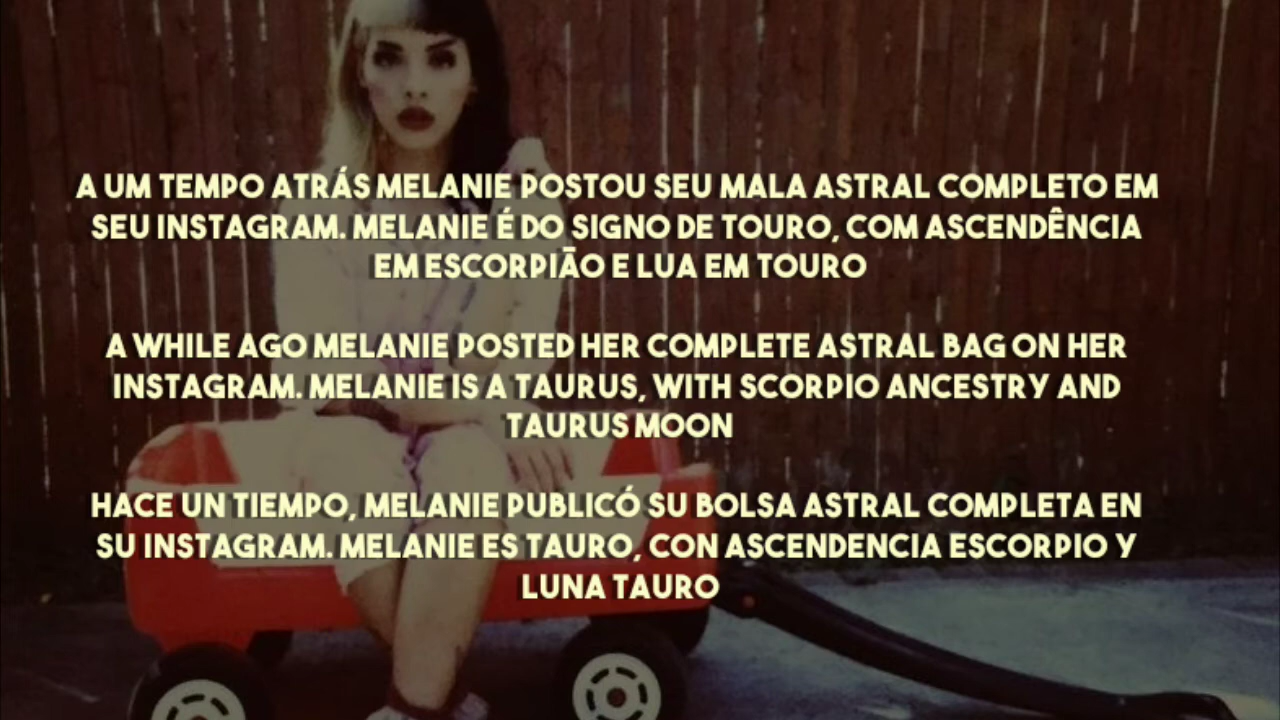 A UM TEMPO ATRÁS MELANIE POSTOU SEU MALA ASTRAL COMPLETO EM
SEU INSTAGRAM. MELANIE É DO SIGNO DE TOURO, COM ASCENDÊNCIA
EM ESCORPIÃO E LUA EM TOURO
A WHILE AGO MELANIE POSTED HER COMPLETE ASTRAL BAG ON HER
INSTAGRAM. MELANIE IS A TAURUS, WITH SCORPIO ANCESTRY AND
TAURUS MOON
HACE UN TIEMPO, MELANIE PUBLICÓ SU BOLSA ASTRAL COMPLETA EN
SU INSTAGRAM. MELANIE ES TAURO, CON ASCENDENCIA ESCORPIO Y
LUNA TAURO